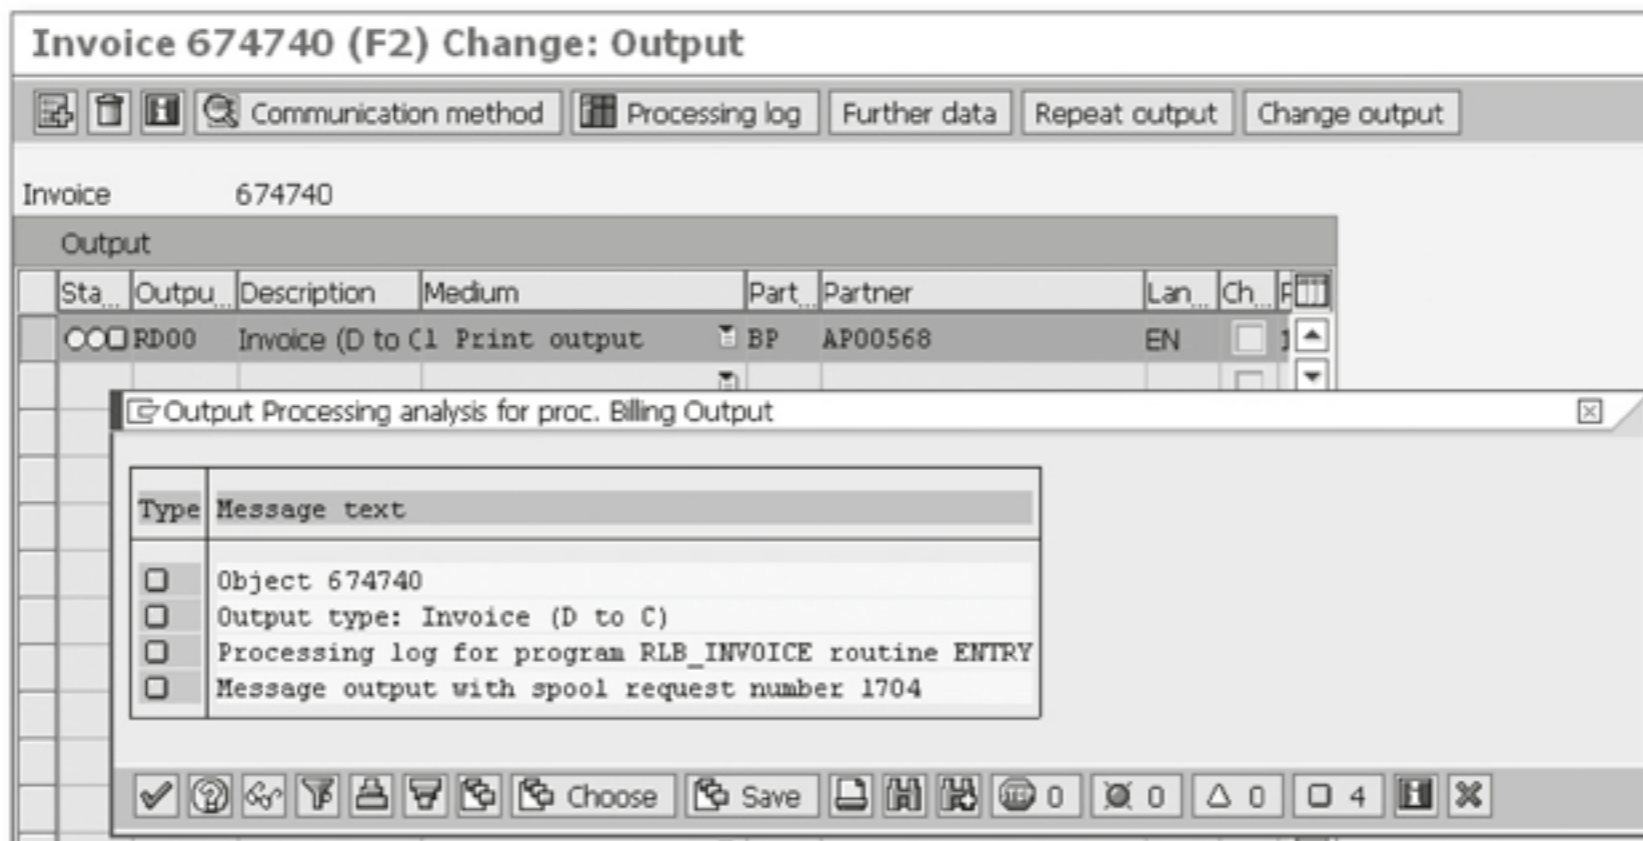 Invoice 674740 (F2) Change: Output
Communication method Processing log Further data Repeat output Change output
Invoice 674740
Output
Sta... Outpu... Description Medium Part... Partner Lan... Ch...
RD00 Invoice (D to C 1 Print output BP AP00568 EN
Output Processing analysis for proc. Billing Output
Type Message text
Object 674740
Output type: Invoice (D to C)
Processing log for program RLB_INVOICE routine ENTRY
Message output with spool request number 1704
Choose Save 0 0 0 4